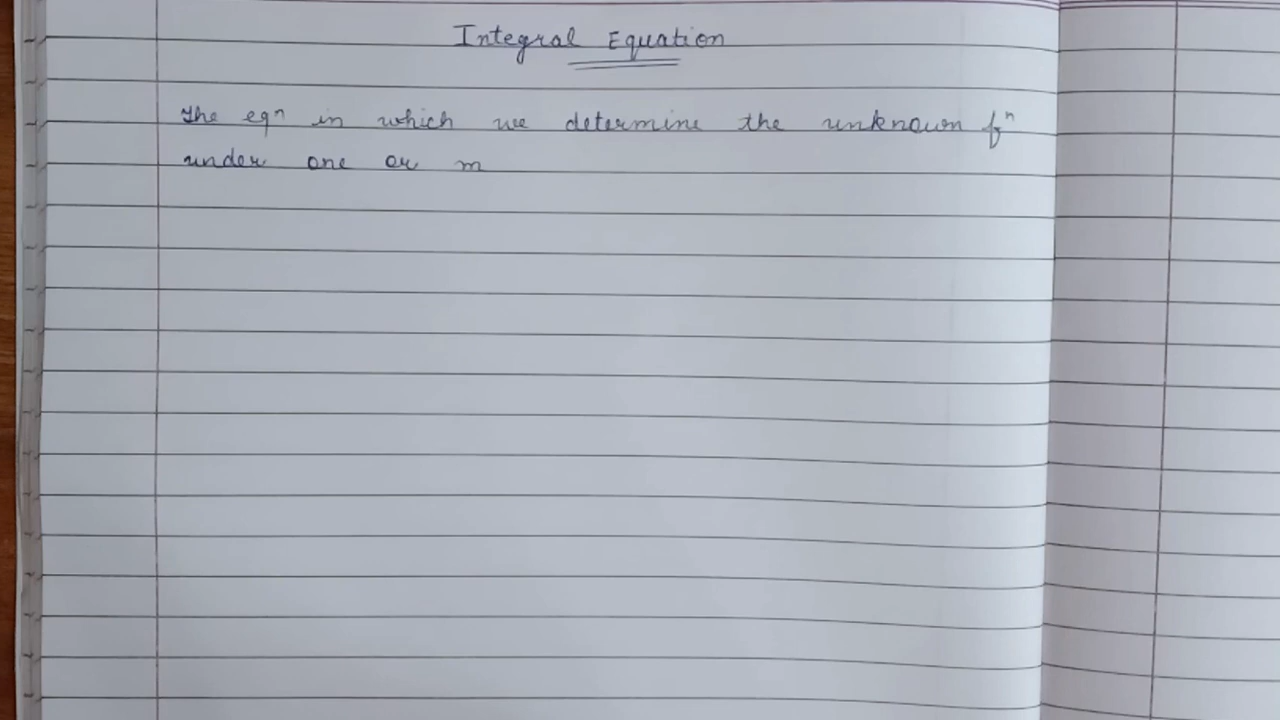 Integral Equation
The eqⁿ in which we determine the unknown fⁿ
under one or m